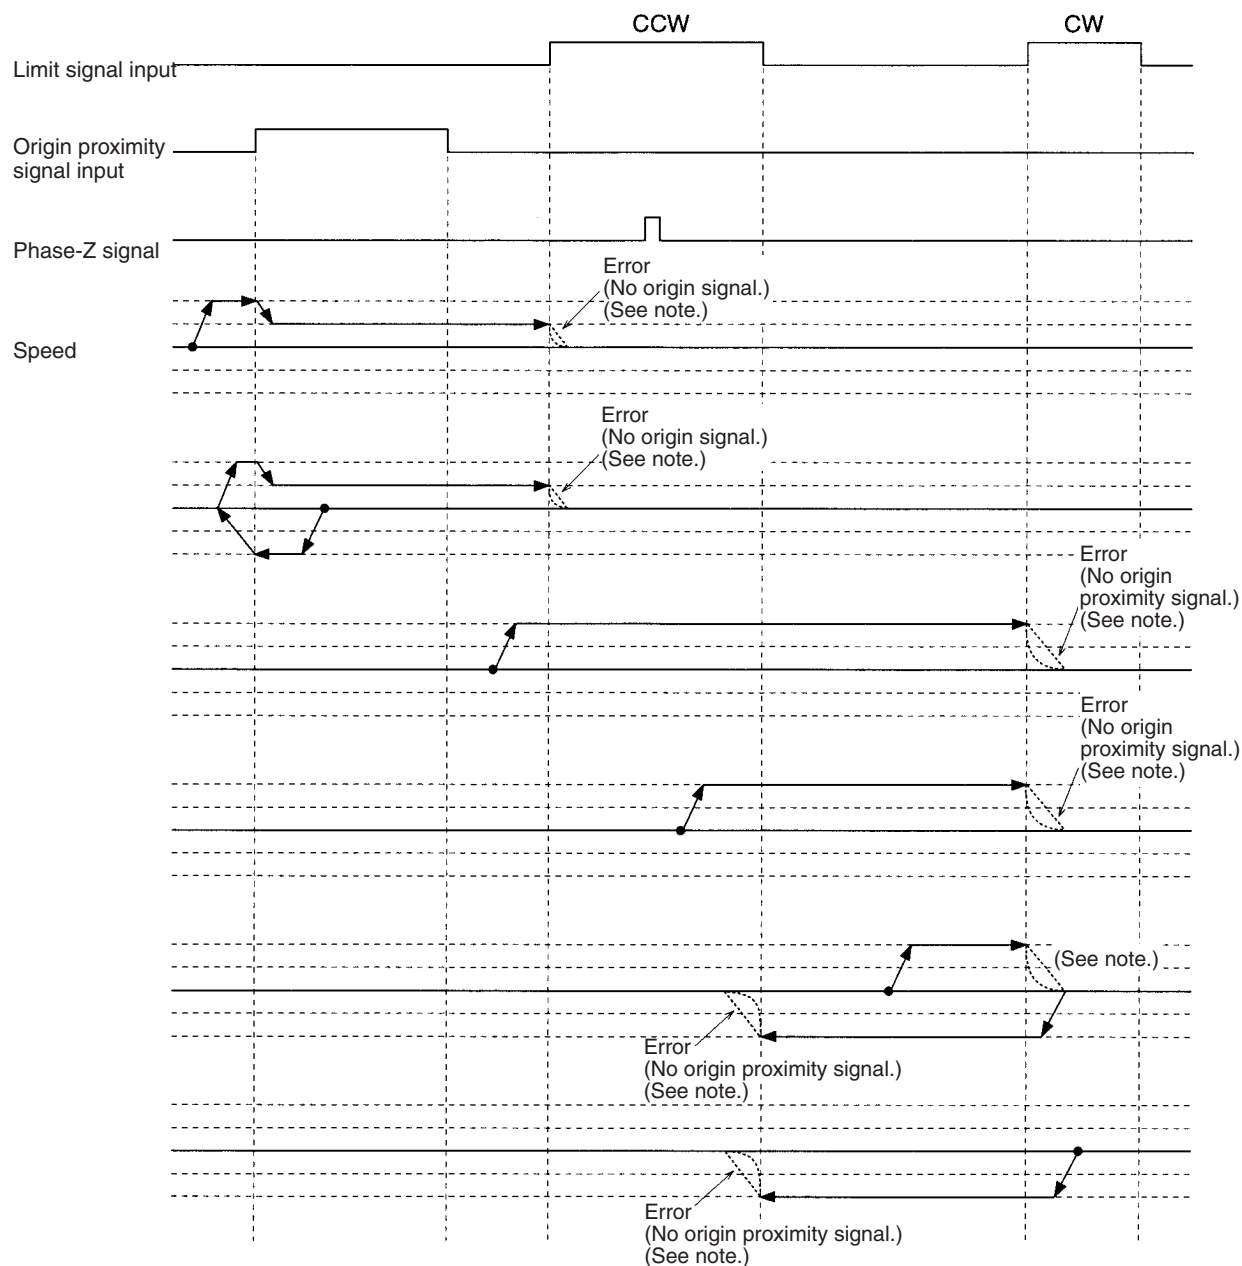 CCW
CW
Limit signal input
Origin proximity
signal input
Phase-Z signal
Error
(No origin signal.)
(See note.)
Speed
Error
(No origin signal.)
(See note.)
Error
(No origin
proximity signal.)
(See note.)
Error
(No origin
proximity signal.)
(See note.)
(See note.)
Error
(No origin proximity signal.)
(See note.)
Error
(No origin proximity signal.)
(See note.)